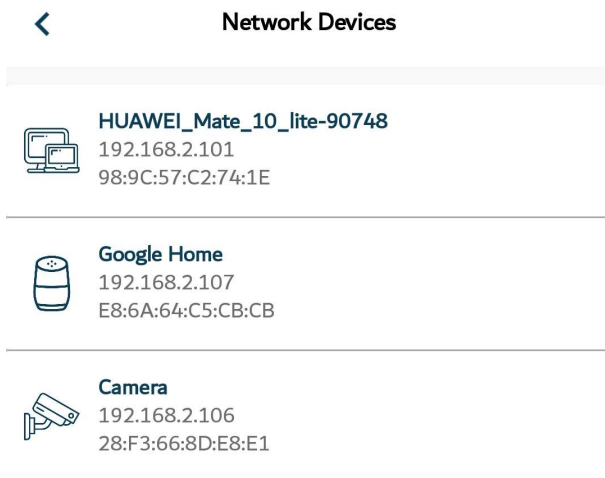 Network Devices
HUAWEI_Mate_10_lite-90748
192.168.2.101
98:9C:57:C2:74:1E
Google Home
192.168.2.107
E8:6A:64:C5:CB:CB
Camera
192.168.2.106
28:F3:66:8D:E8:E1